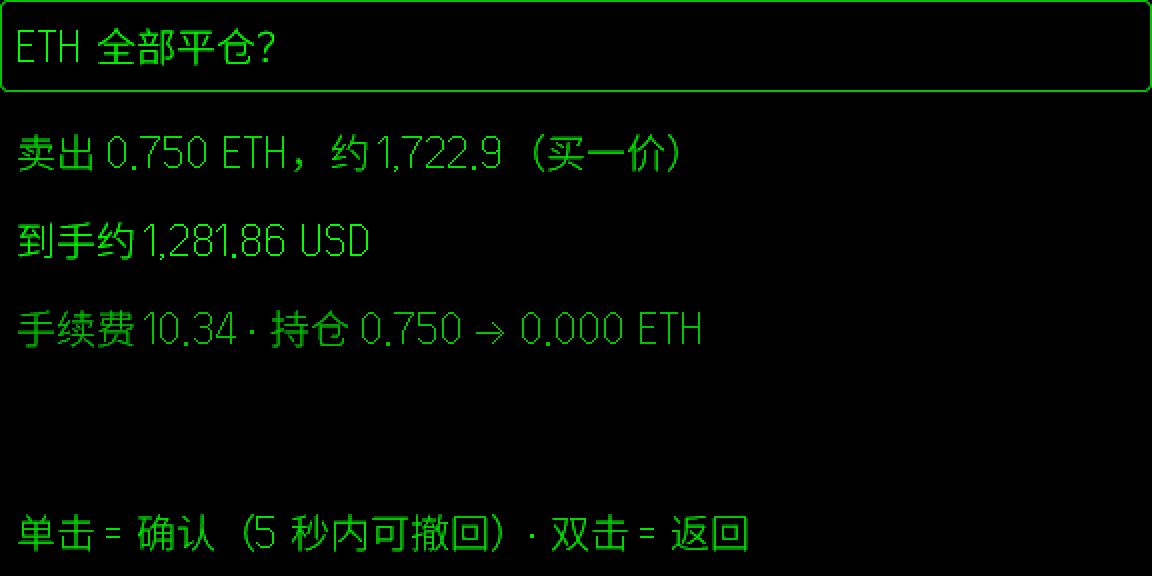 ETH 全部平仓?
卖出 0.750 ETH，约 1,722.9（买一价）
到手约 1,281.86 USD
手续费 10.34 · 持仓 0.750 → 0.000 ETH
单击 = 确认（5 秒内可撤回）· 双击 = 返回